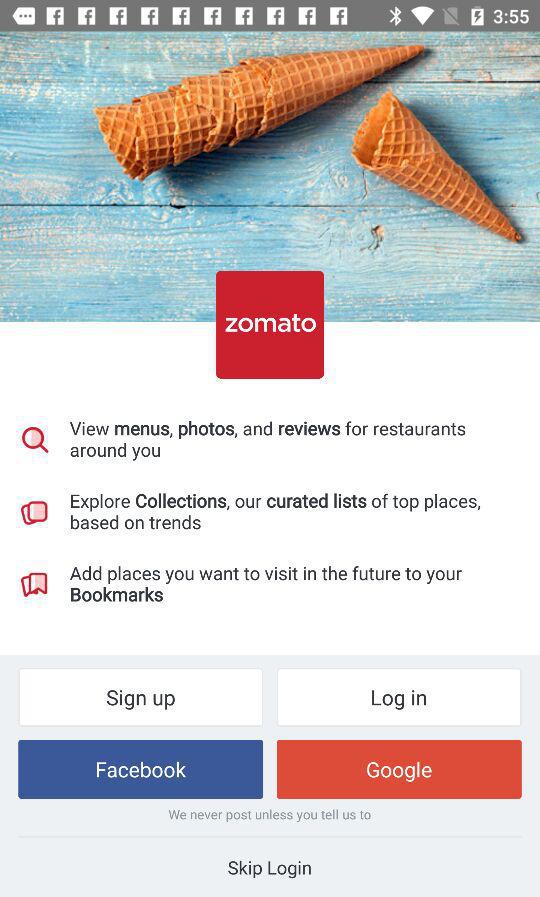 3:55
zomato
View menus, photos, and reviews for restaurants
around you
Explore Collections, our curated lists of top places,
based on trends
Add places you want to visit in the future to your
Bookmarks
Sign up
Log in
Facebook
Google
We never post unless you tell us to
Skip Login